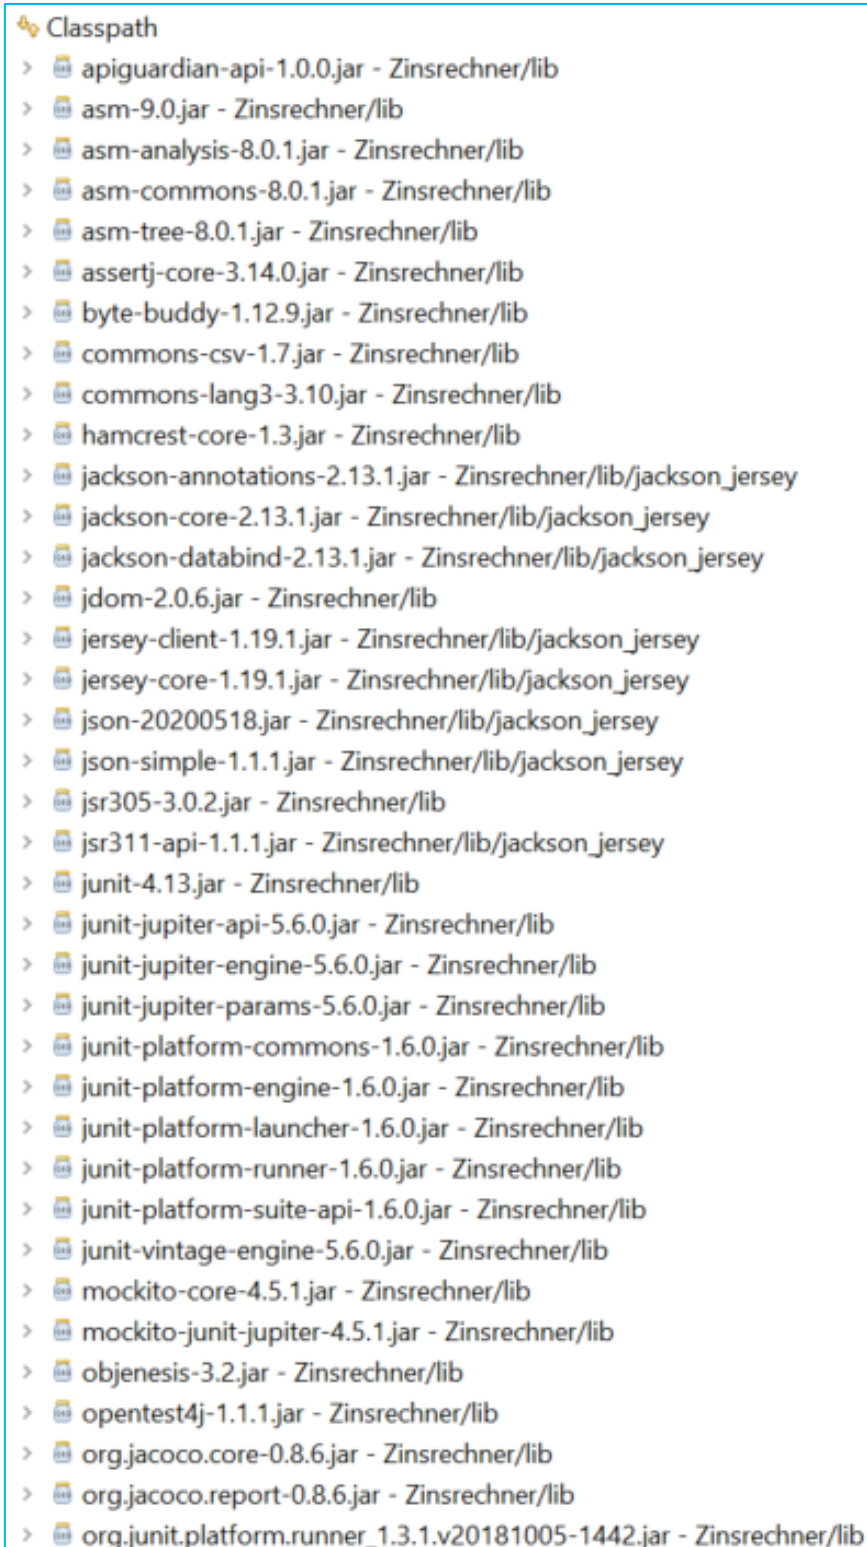 Classpath
apiguardian-api-1.0.0.jar - Zinsrechner/lib
asm-9.0.jar - Zinsrechner/lib
asm-analysis-8.0.1.jar - Zinsrechner/lib
asm-commons-8.0.1.jar - Zinsrechner/lib
asm-tree-8.0.1.jar - Zinsrechner/lib
assertj-core-3.14.0.jar - Zinsrechner/lib
byte-buddy-1.12.9.jar - Zinsrechner/lib
commons-csv-1.7.jar - Zinsrechner/lib
commons-lang3-3.10.jar - Zinsrechner/lib
hamcrest-core-1.3.jar - Zinsrechner/lib
jackson-annotations-2.13.1.jar - Zinsrechner/lib/jackson_jersey
jackson-core-2.13.1.jar - Zinsrechner/lib/jackson_jersey
jackson-databind-2.13.1.jar - Zinsrechner/lib/jackson_jersey
jdom-2.0.6.jar - Zinsrechner/lib
jersey-client-1.19.1.jar - Zinsrechner/lib/jackson_jersey
jersey-core-1.19.1.jar - Zinsrechner/lib/jackson_jersey
json-20200518.jar - Zinsrechner/lib/jackson_jersey
json-simple-1.1.1.jar - Zinsrechner/lib/jackson_jersey
jsr305-3.0.2.jar - Zinsrechner/lib
jsr311-api-1.1.1.jar - Zinsrechner/lib/jackson_jersey
junit-4.13.jar - Zinsrechner/lib
junit-jupiter-api-5.6.0.jar - Zinsrechner/lib
junit-jupiter-engine-5.6.0.jar - Zinsrechner/lib
junit-jupiter-params-5.6.0.jar - Zinsrechner/lib
junit-platform-commons-1.6.0.jar - Zinsrechner/lib
junit-platform-engine-1.6.0.jar - Zinsrechner/lib
junit-platform-launcher-1.6.0.jar - Zinsrechner/lib
junit-platform-runner-1.6.0.jar - Zinsrechner/lib
junit-platform-suite-api-1.6.0.jar - Zinsrechner/lib
junit-vintage-engine-5.6.0.jar - Zinsrechner/lib
mockito-core-4.5.1.jar - Zinsrechner/lib
mockito-junit-jupiter-4.5.1.jar - Zinsrechner/lib
objenesis-3.2.jar - Zinsrechner/lib
opentest4j-1.1.1.jar - Zinsrechner/lib
org.jacoco.core-0.8.6.jar - Zinsrechner/lib
org.jacoco.report-0.8.6.jar - Zinsrechner/lib
org.junit.platform.runner_1.3.1.v20181005-1442.jar - Zinsrechner/lib